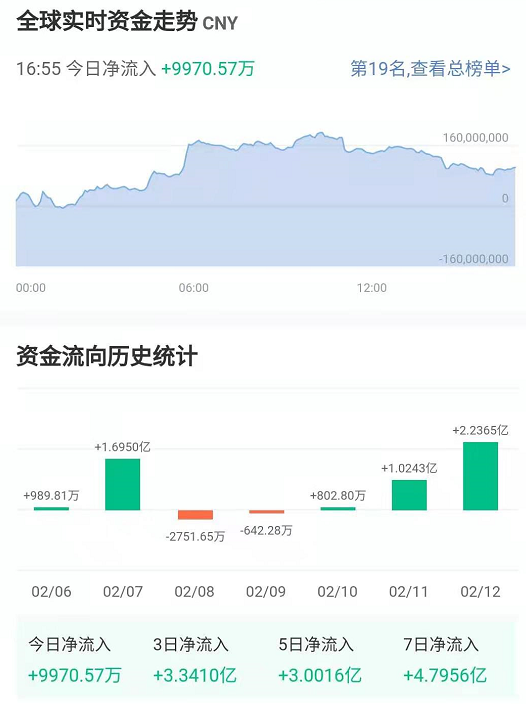 全球实时资金走势 CNY
16:55 今日净流入 +9970.57万 第19名,查看总榜单>
160,000,000
0
-160,000,000
00:00 06:00 12:00
资金流向历史统计
+2.2365亿
+1.6950亿
+1.0243亿
+989.81万 +802.80万
-2751.65万 -642.28万
02/06 02/07 02/08 02/09 02/10 02/11 02/12
今日净流入 3日净流入 5日净流入 7日净流入
+9970.57万 +3.3410亿 +3.0016亿 +4.7956亿